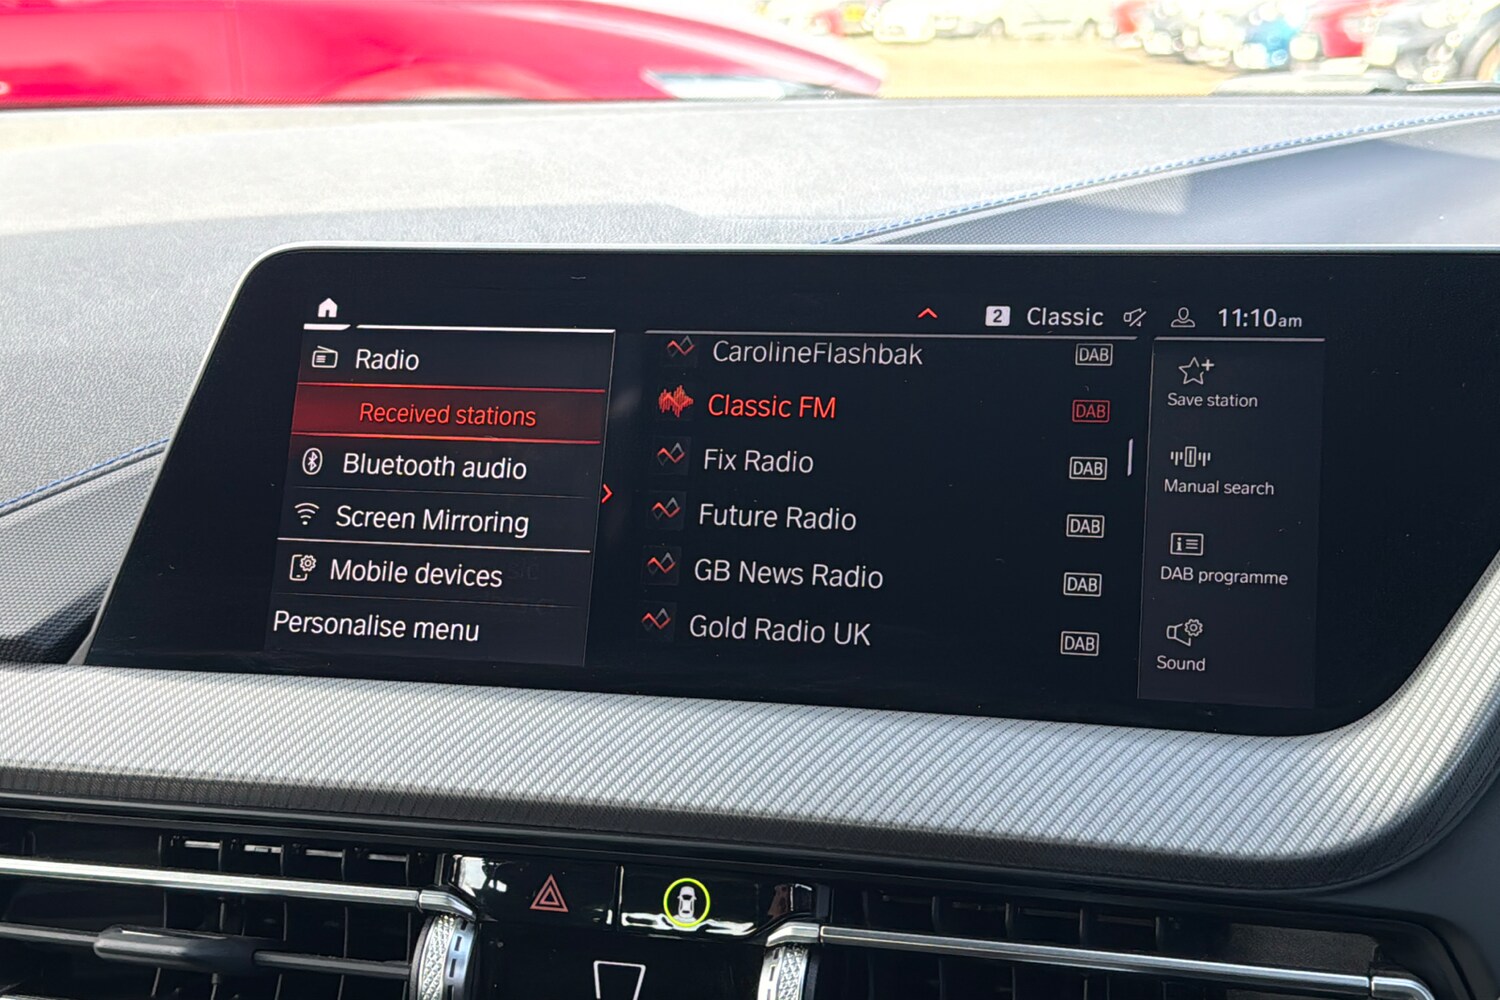 2 Classic 11:10am
Radio
Received stations
Bluetooth audio
Screen Mirroring
Mobile devices
Personalise menu
CarolineFlashbak DAB
Classic FM DAB
Fix Radio DAB
Future Radio DAB
GB News Radio DAB
Gold Radio UK DAB
Save station
Manual search
DAB programme
Sound